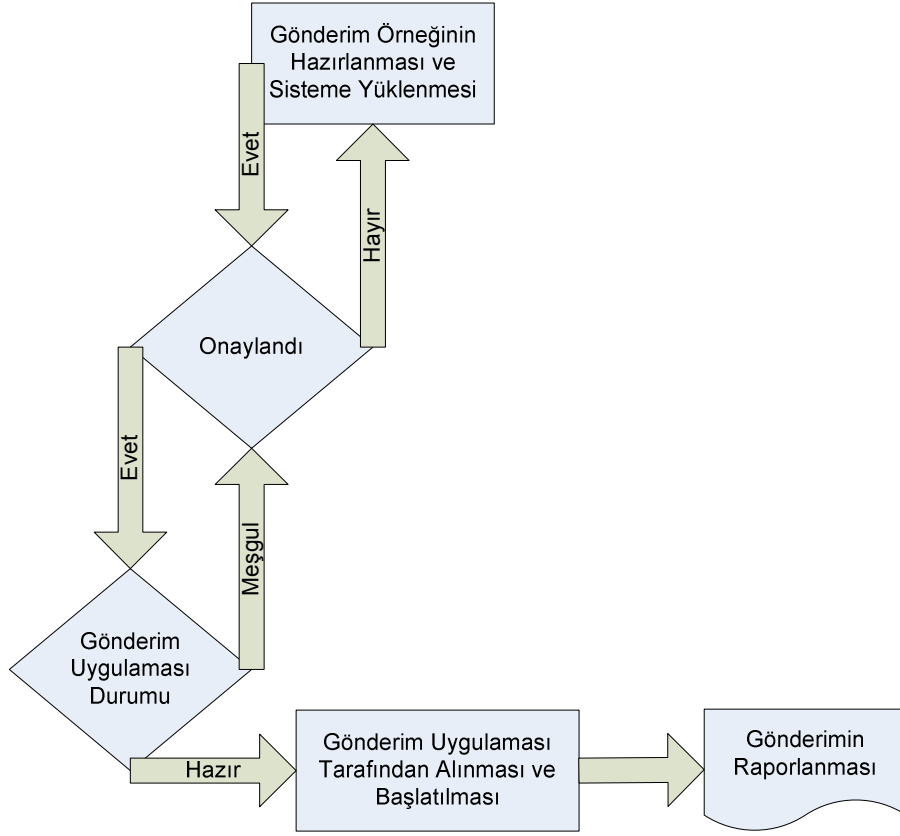 Gönderim Örneğinin
Hazırlanması ve
Sisteme Yüklenmesi
Evet
Hayır
Onaylandı
Evet
Meşgul
Gönderim
Uygulaması
Durumu
Hazır
Gönderim Uygulaması
Tarafından Alınması ve
Başlatılması
Gönderimin
Raporlanması